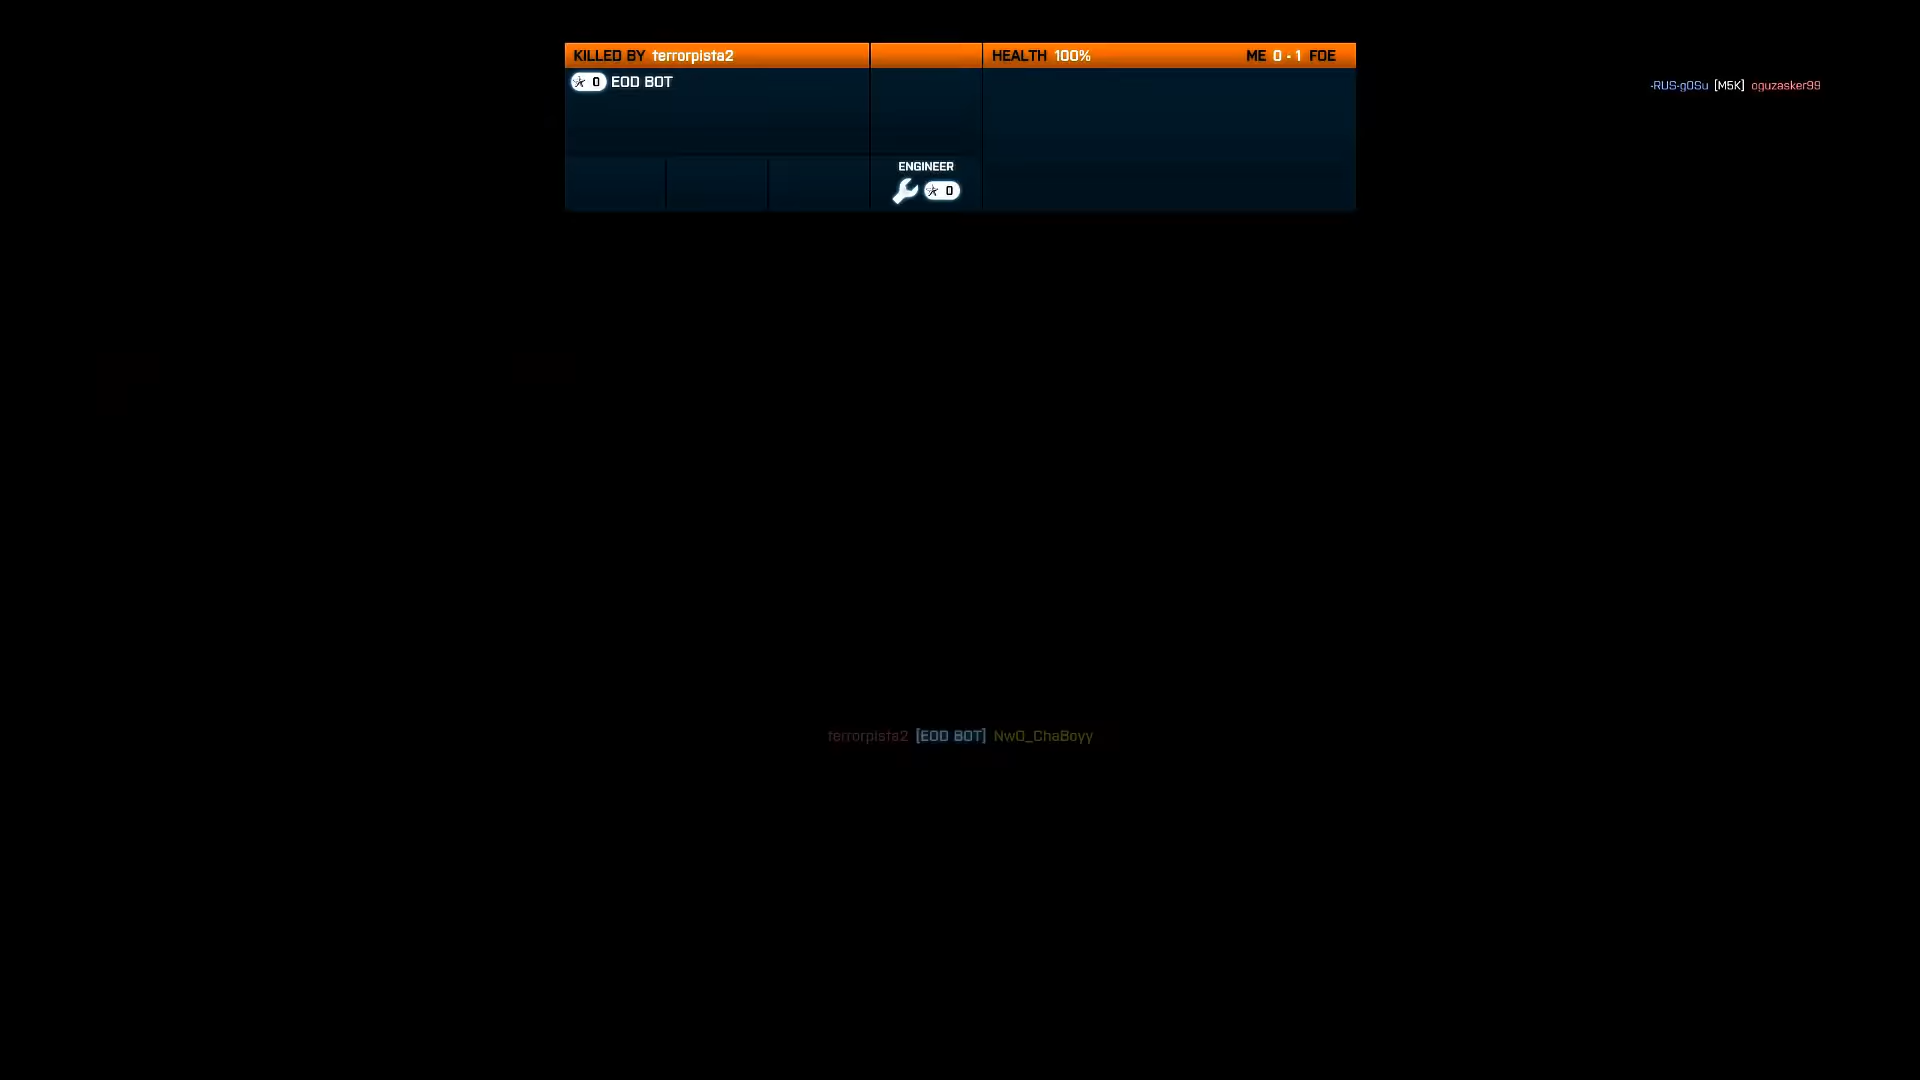 KILLED BY terrorpista2 HEALTH 100% ME 0 - 1 FOE
0 EOD BOT
-RUS-g0Su [M5K] oguzasker99
ENGINEER
0
terrorpista2 [EOD BOT] NwO_ChaBoyy